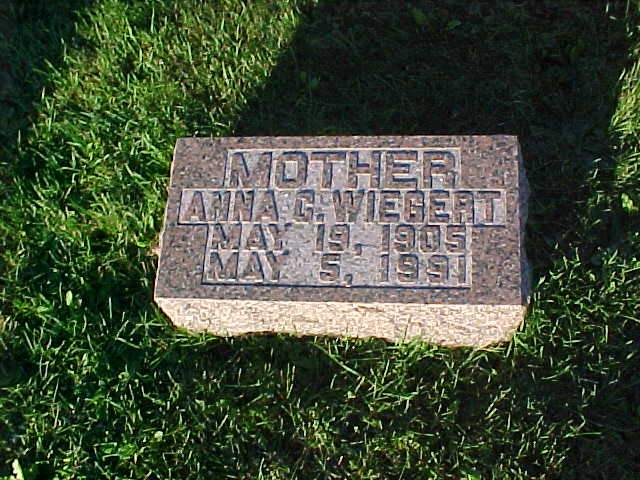 MOTHER
ANNA C. WIEGERT
MAY 19, 1905
MAY 5, 1991